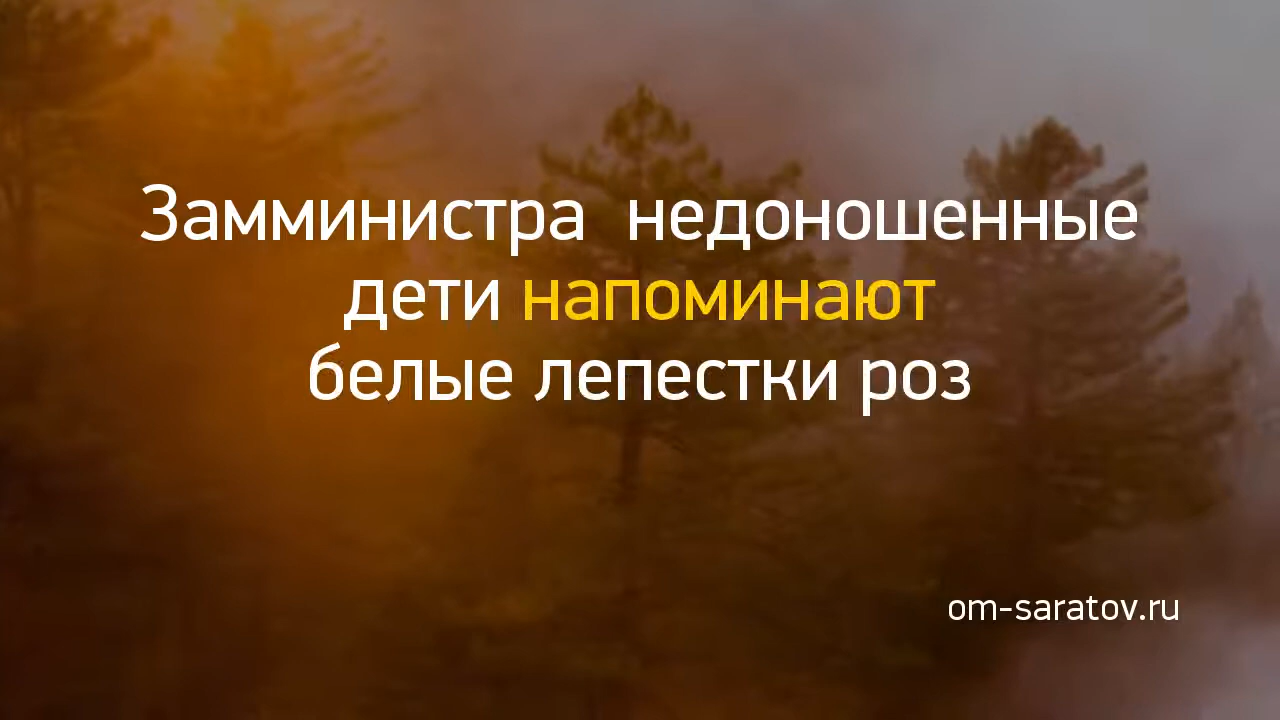 Замминистра  недоношенные
дети напоминают
белые лепестки роз
om-saratov.ru